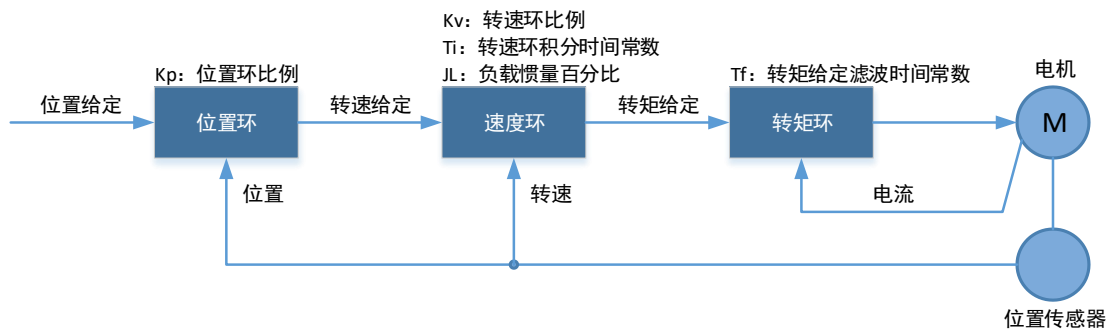 Kv：转速环比例
Ti：转速环积分时间常数
Kp：位置环比例
JL：负载惯量百分比
Tf：转矩给定滤波时间常数
电机
位置给定
位置环
转速给定
速度环
转矩给定
转矩环
M
位置
转速
电流
位置传感器